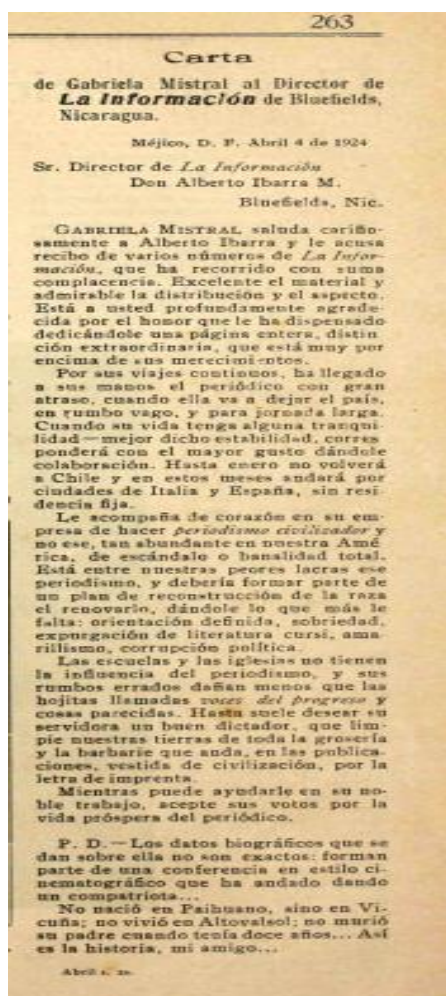 263
Carta
de Gabriela Mistral al Director de
La Información de Bluefields,
Nicaragua.
Méjico, D. F. Abril 4 de 1924
Sr. Director de La Información
Don Alberto Ibarra M.
Bluefields, Nic.
GABRIELA MISTRAL saluda cariño-
samente a Alberto Ibarra y le acusa
recibo de varios números de La Infor-
mación, que ha recorrido con suma
complacencia. Excelente el material y
admirable la distribución y el aspecto.
Está a usted profundamente agrade-
cida por el honor que le ha dispensado
dedicándole una página entera, distin
ción extraordinaria, que está muy por
encima de sus merecimientos.
Por sus viajes continuos, ha llegado
a sus manos el periódico con gran
atraso, cuando ella va a dejar el país,
en rumbo vago, y para jornada larga.
Cuando su vida tenga alguna tranqui-
lidad—mejor dicho estabilidad, corres
ponderá con el mayor gusto dándole
colaboración. Hasta enero no volverá
a Chile y en estos meses andará por
ciudades de Italia y España, sin resi
dencia fija.
Le acompaña de corazón en su em-
presa de hacer periodismo civilizador y
no ese, tan abundante en nuestra Amé
rica, de escándalo o banalidad total.
Está entre nuestras peores lacras ese
periodismo, y debería formar parte de
un plan de reconstrucción de la raza
el renovarlo, dándole lo que más le
falta: orientación definida, sobriedad,
expurgación de literatura cursi, ama
rillismo, corrupción política.
Las escuelas y las iglesias no tienen
la influencia del periodismo, y sus
rumbos errados dañan menos que las
hojitas llamadas voces del progreso y
cosas parecidas. Hasta suele desear su
servidora un buen dictador, que lim-
pie nuestras tierras de toda la grosería
y la barbarie que anda, en las publica-
ciones, vestida de civilización, por la
letra de imprenta.
Mientras puede ayudarle en su no-
ble trabajo, acepte sus votos por la
vida próspera del periódico.
P. D.—Los datos biográficos que se
dan sobre ella no son exactos: forman
parte de una conferencia en estilo ci-
nematográfico que ha andado dando
un compatriota...
No nació en Paihuano, sino en Vi-
cuña; no vivió en Altovalsol; no murió
su padre cuando tenía doce años... Así
es la historia, mi amigo...
Abril